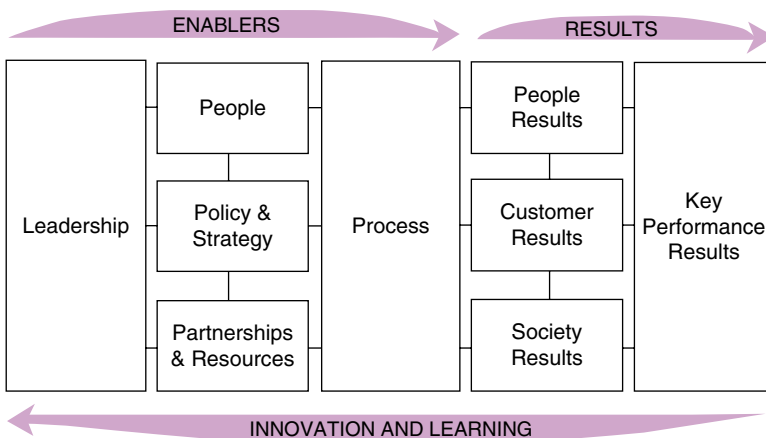 ENABLERS
RESULTS
Leadership
People
Policy &
Strategy
Partnerships
& Resources
Process
People
Results
Customer
Results
Society
Results
Key
Performance
Results
INNOVATION AND LEARNING